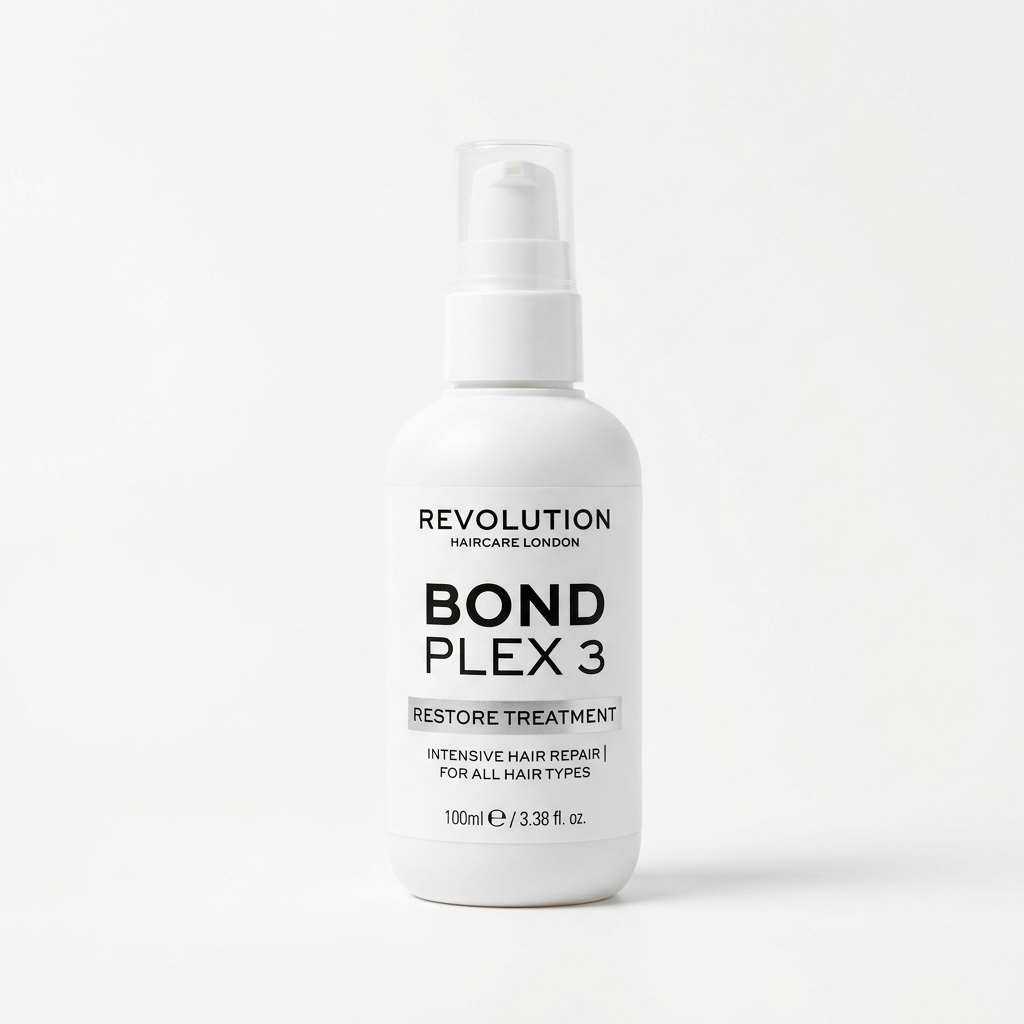 REVOLUTION
HAIRCARE LONDON
BOND
PLEX 3
RESTORE TREATMENT
INTENSIVE HAIR REPAIR |
FOR ALL HAIR TYPES
100ml ℮ / 3.38 fl. oz.